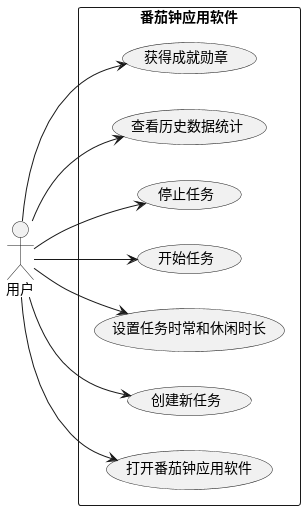 番茄钟应用软件
获得成就勋章
查看历史数据统计
停止任务
开始任务
用户
设置任务时常和休闲时长
创建新任务
打开番茄钟应用软件